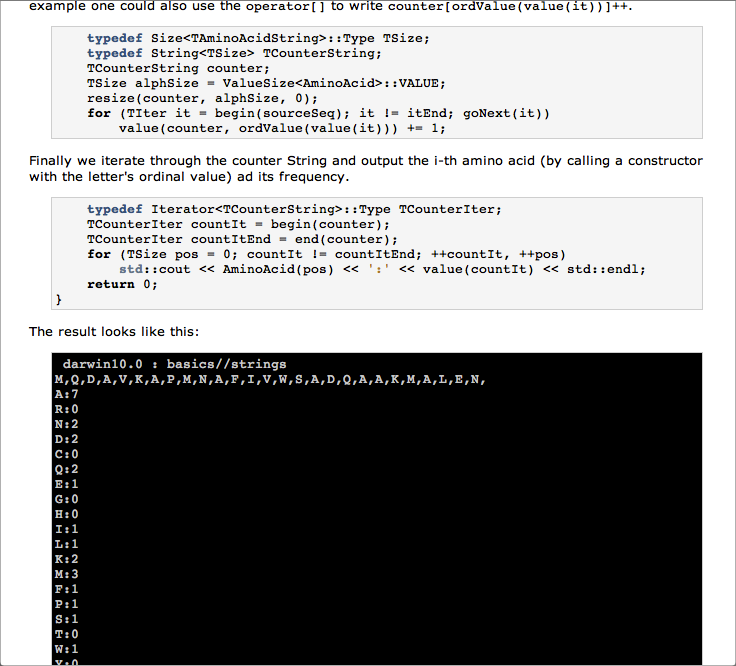 example one could also use the operator[] to write counter[ordValue(value(it))]++.
typedef Size<TAminoAcidString>::Type TSize;
typedef String<TSize> TCounterString;
TCounterString counter;
TSize alphSize = ValueSize<AminoAcid>::VALUE;
resize(counter, alphSize, 0);
for (TIter it = begin(sourceSeq); it != itEnd; goNext(it))
value(counter, ordValue(value(it))) += 1;
Finally we iterate through the counter String and output the i-th amino acid (by calling a constructor
with the letter's ordinal value) ad its frequency.
typedef Iterator<TCounterString>::Type TCounterIter;
TCounterIter countIt = begin(counter);
TCounterIter countItEnd = end(counter);
for (TSize pos = 0; countIt != countItEnd; ++countIt, ++pos)
std::cout << AminoAcid(pos) << ':' << value(countIt) << std::endl;
return 0;
}
The result looks like this:
darwin10.0 : basics//strings
M,Q,D,A,V,K,A,P,M,N,A,F,I,V,W,S,A,D,Q,A,A,K,M,A,L,E,N,
A:7
R:0
N:2
D:2
C:0
Q:2
E:1
G:0
H:0
I:1
L:1
K:2
M:3
F:1
P:1
S:1
T:0
W:1
Y:0